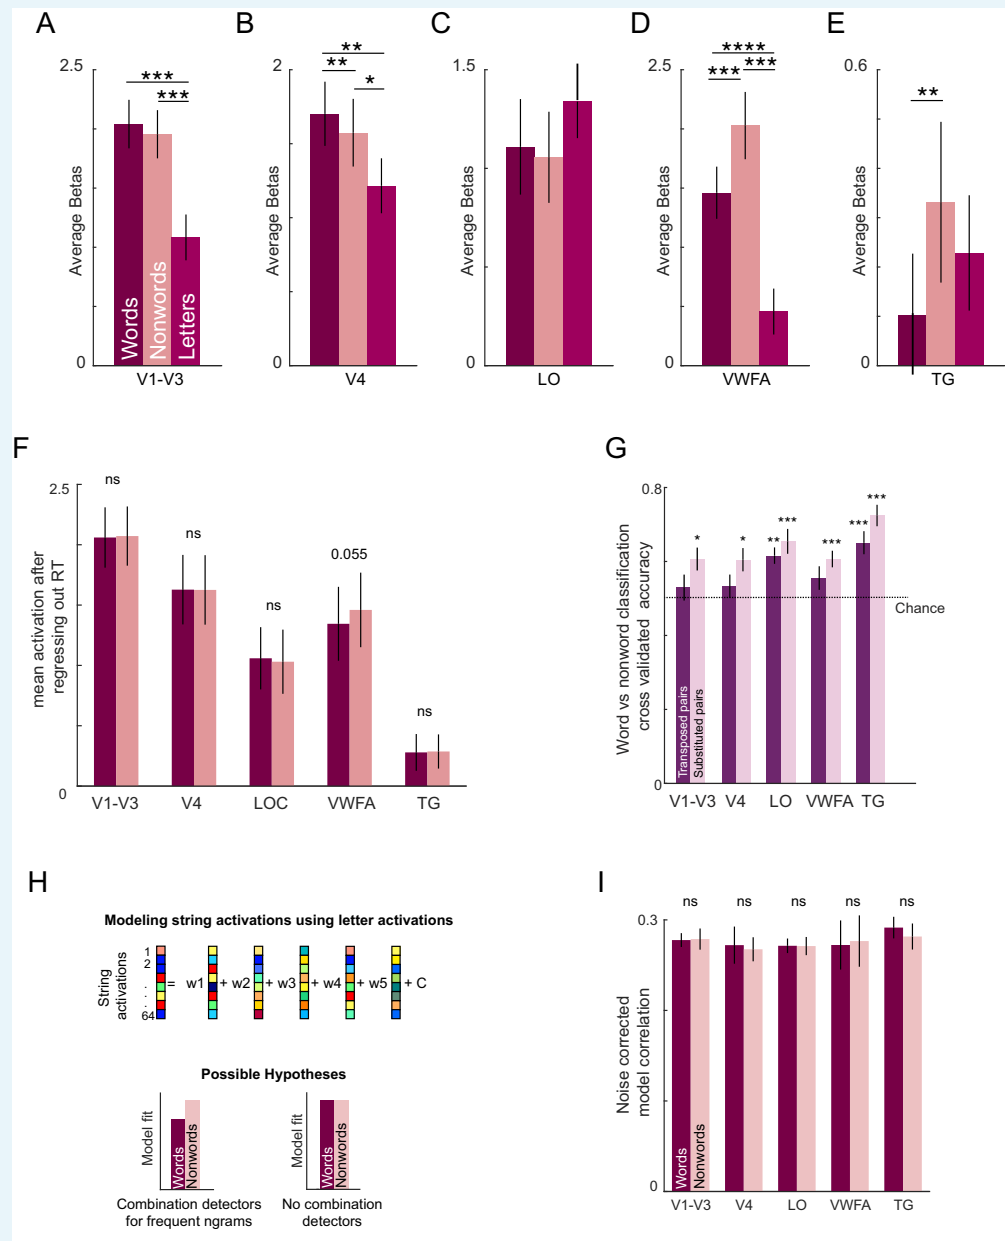 A
B
C
D
E
2.5
***
***
Average Betas
0
Words
Nonwords
Letters
V1-V3
2
**
**
*
Average Betas
0
V4
1.5
Average Betas
0
LO
2.5
****
***
***
Average Betas
0
VWFA
0.6
**
Average Betas
0
TG
F
2.5
mean activation after
regressing out RT
0
ns
ns
ns
0.055
ns
V1-V3
V4
LOC
VWFA
TG
G
0.8
Word vs nonword classification
cross validated accuracy
0
*
*
**
***
***
***
***
Chance
Transposed pairs
Substituted pairs
V1-V3
V4
LO
VWFA
TG
H
Modeling string activations using letter activations
String
activations
1
2
.
.
64
= w1 + w2 + w3 + w4 + w5 + C
Possible Hypotheses
Model fit
Words
Nonwords
Combination detectors
for frequent ngrams
Model fit
Words
Nonwords
No combination
detectors
I
0.3
Noise corrected
model correlation
0
ns
ns
ns
ns
ns
Words
Nonwords
V1-V3
V4
LO
VWFA
TG